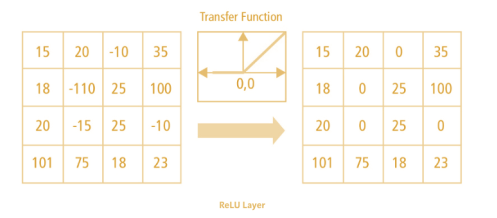 Transfer Function
15 20 -10 35
18 -110 25 100
20 -15 25 -10
101 75 18 23
0,0
15 20 0 35
18 0 25 100
20 0 25 0
101 75 18 23
ReLU Layer